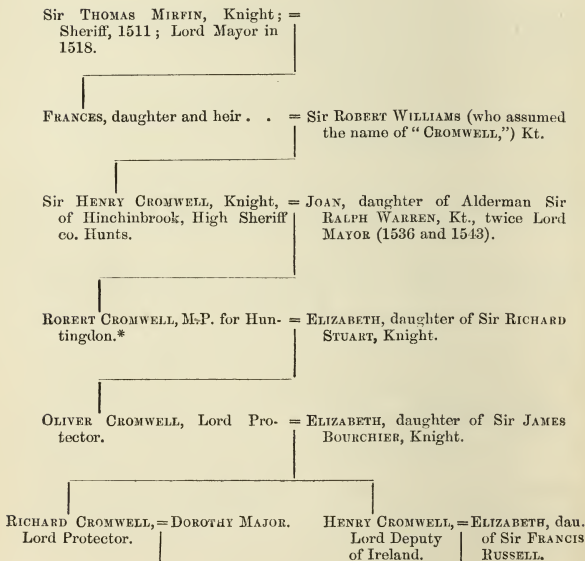 Sir THOMAS MIRFIN, Knight; =
Sheriff, 1511; Lord Mayor in
1518.
FRANCES, daughter and heir . . = Sir ROBERT WILLIAMS (who assumed
the name of "CROMWELL,") Kt.
Sir HENRY CROMWELL, Knight, = JOAN, daughter of Alderman Sir
of Hinchinbrook, High Sheriff RALPH WARREN, Kt., twice Lord
co. Hunts. MAYOR (1536 and 1543).
ROBERT CROMWELL, M.P. for Hun- = ELIZABETH, daughter of Sir RICHARD
tingdon.* STUART, Knight.
OLIVER CROMWELL, Lord Pro- = ELIZABETH, daughter of Sir JAMES
tector. BOURCHIER, Knight.
RICHARD CROMWELL, = DOROTHY MAJOR. HENRY CROMWELL, = ELIZABETH, dau.
Lord Protector. Lord Deputy of Sir FRANCIS
of Ireland. RUSSELL.